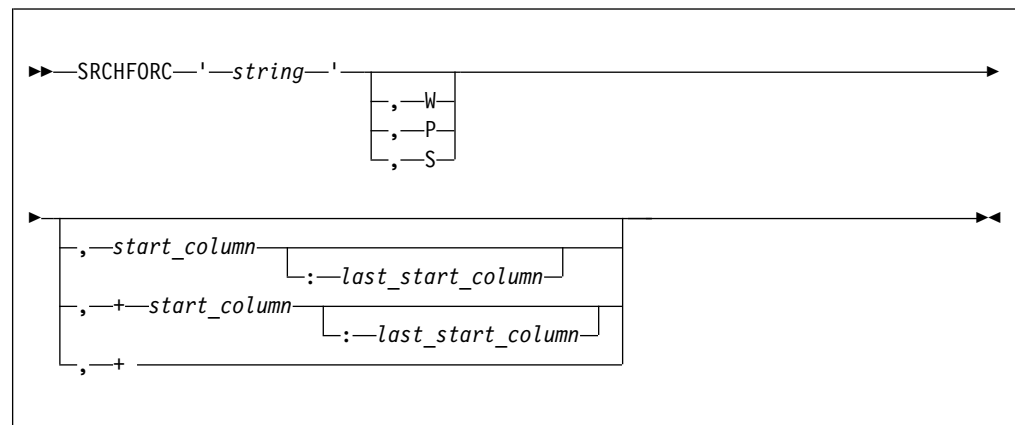 SRCHFORC ' string '
, W
, P
, S
, start_column
: last_start_column
, + start_column
: last_start_column
, +